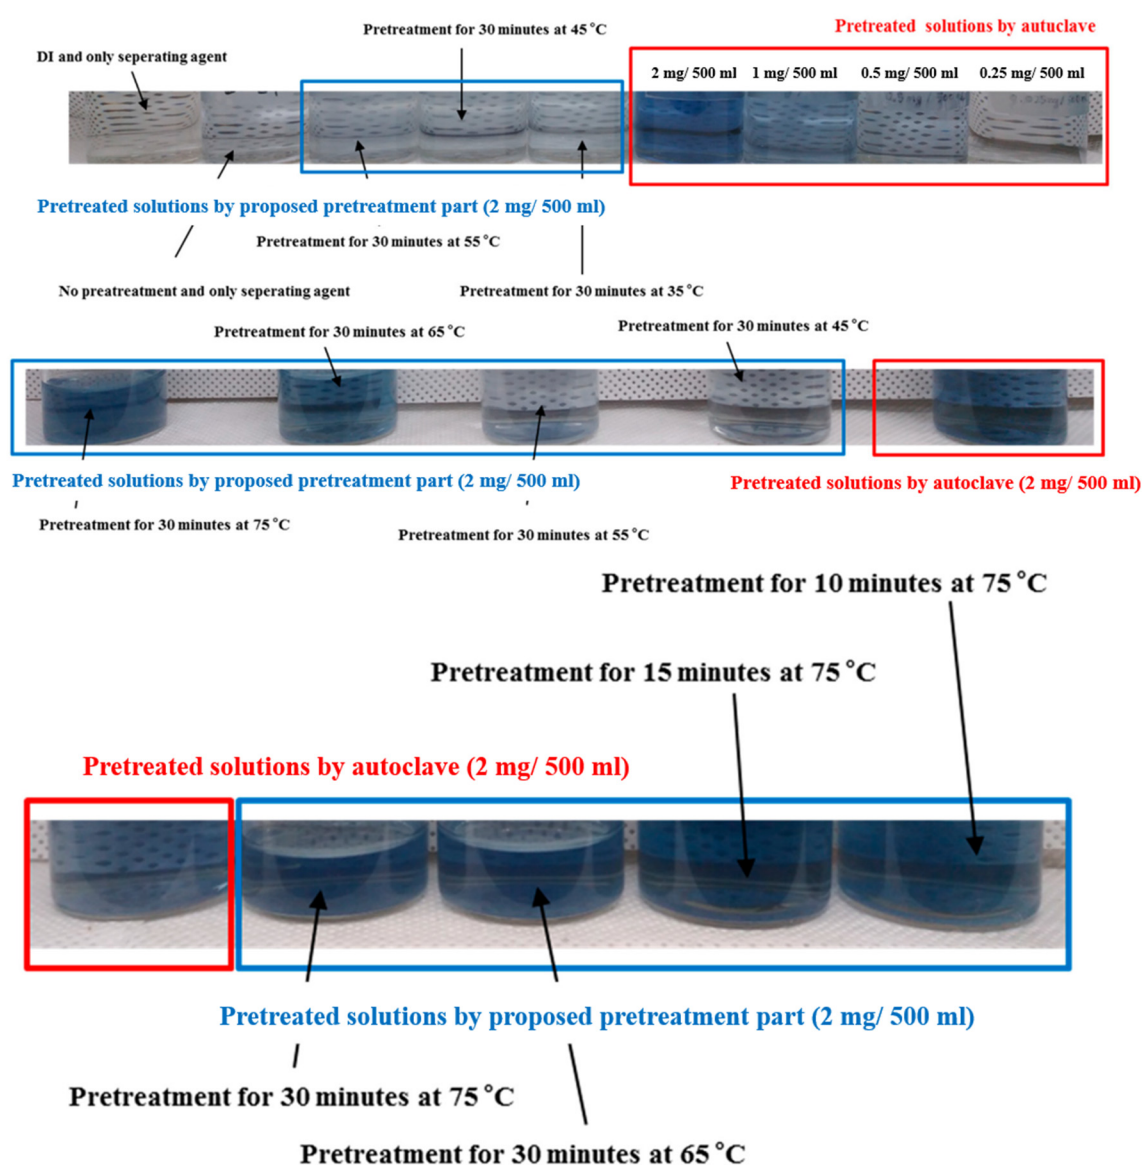 Pretreatment for 30 minutes at 45 °C
Pretreated solutions by autuclave
DI and only seperating agent
2 mg/ 500 ml 1 mg/ 500 ml 0.5 mg/ 500 ml 0.25 mg/ 500 ml
Pretreated solutions by proposed pretreatment part (2 mg/ 500 ml)
Pretreatment for 30 minutes at 55 °C
No preatreatment and only seperating agent
Pretreatment for 30 minutes at 35 °C
Pretreatment for 30 minutes at 65 °C
Pretreatment for 30 minutes at 45 °C
Pretreated solutions by proposed pretreatment part (2 mg/ 500 ml)
Pretreated solutions by autoclave (2 mg/ 500 ml)
Pretreatment for 30 minutes at 75 °C
Pretreatment for 30 minutes at 55 °C
Pretreatment for 10 minutes at 75 °C
Pretreatment for 15 minutes at 75 °C
Pretreated solutions by autoclave (2 mg/ 500 ml)
Pretreated solutions by proposed pretreatment part (2 mg/ 500 ml)
Pretreatment for 30 minutes at 75 °C
Pretreatment for 30 minutes at 65 °C